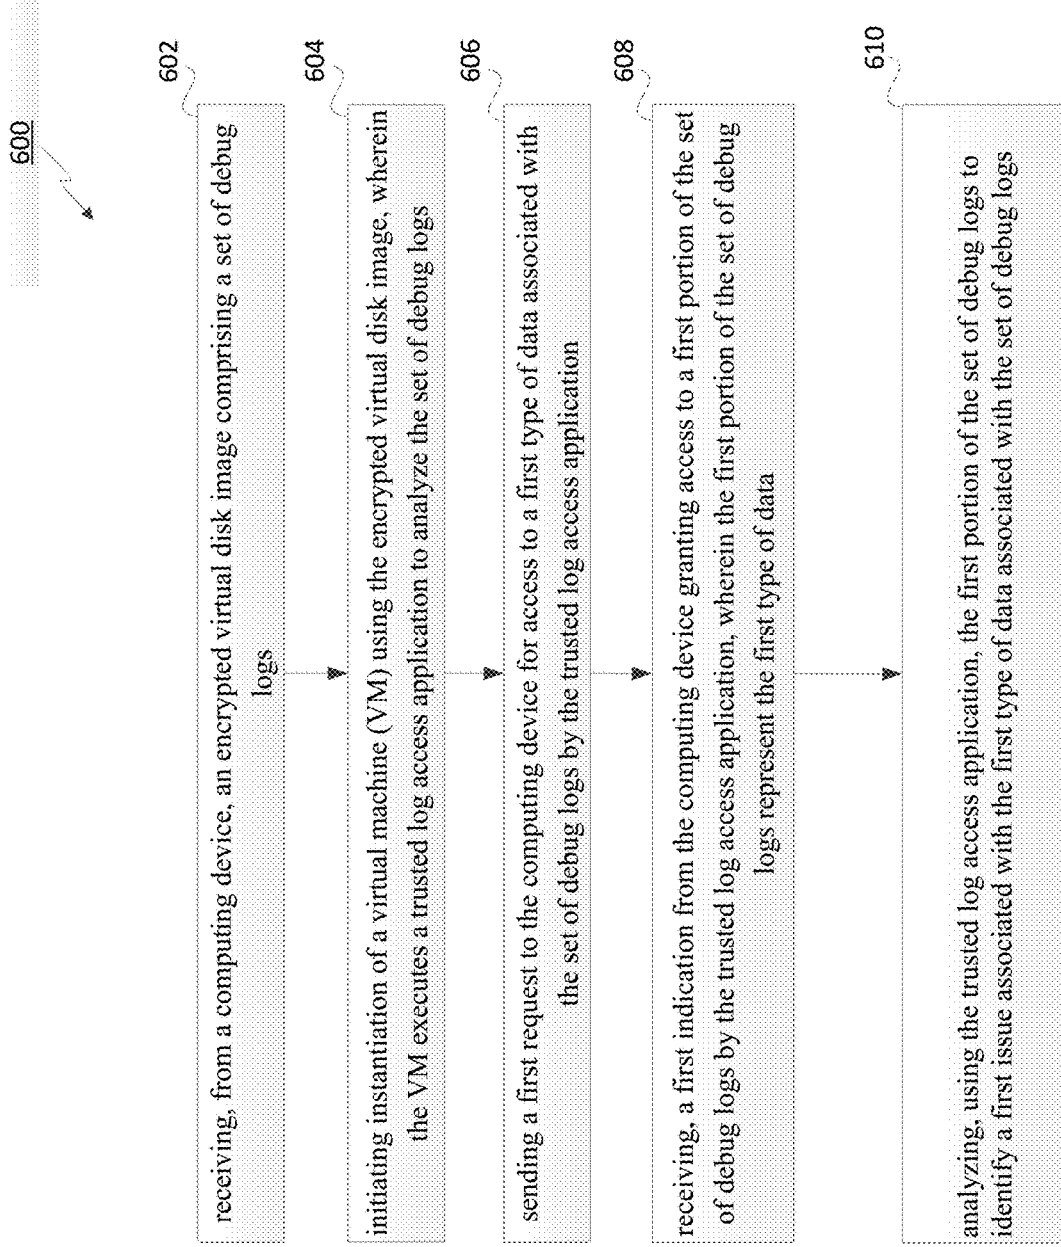 600
602
receiving, from a computing device, an encrypted virtual disk image comprising a set of debug
logs
604
initiating instantiation of a virtual machine (VM) using the encrypted virtual disk image, wherein
the VM executes a trusted log access application to analyze the set of debug logs
606
sending a first request to the computing device for access to a first type of data associated with
the set of debug logs by the trusted log access application
608
receiving, a first indication from the computing device granting access to a first portion of the set
of debug logs by the trusted log access application, wherein the first portion of the set of debug
logs represent the first type of data
610
analyzing, using the trusted log access application, the first portion of the set of debug logs to
identify a first issue associated with the first type of data associated with the set of debug logs